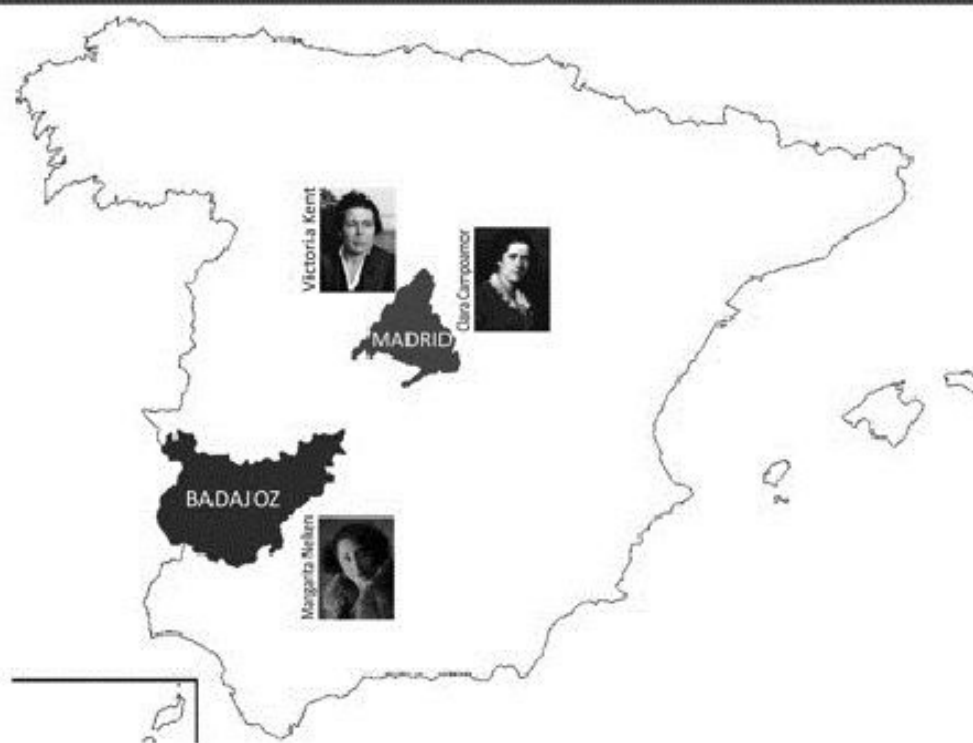 Victoria Kent
Clara Campoamor
MADRID
BADAJOZ
Margarita Nelken